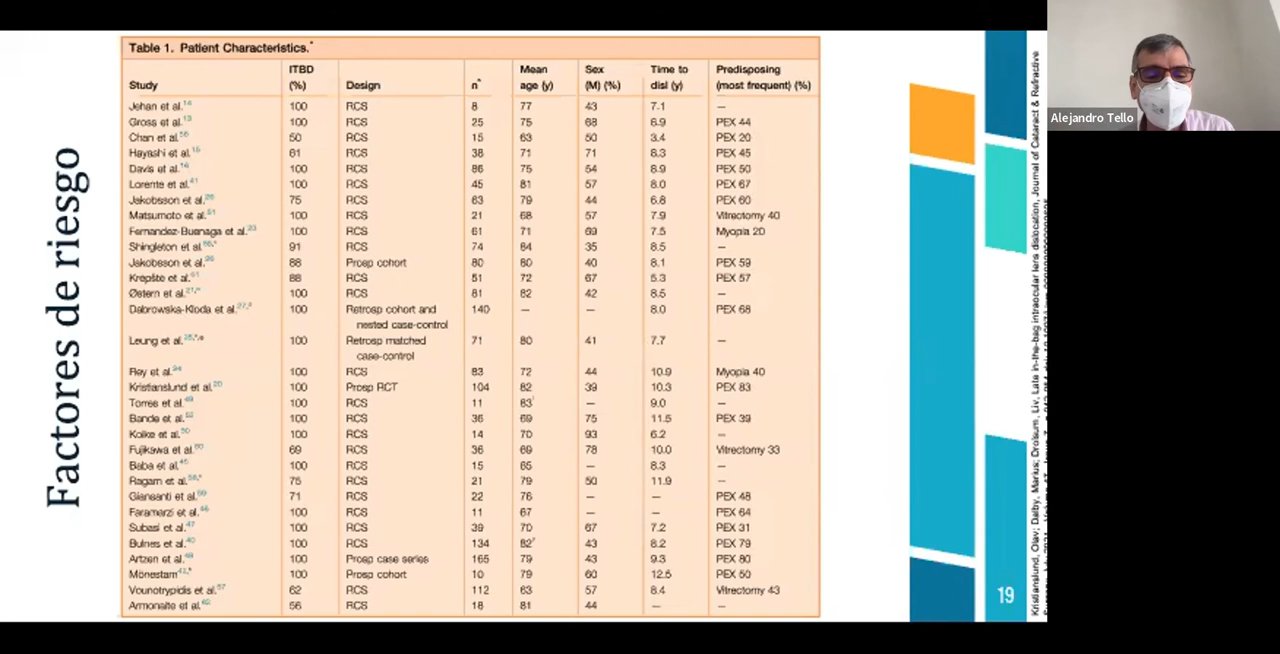 Factores de riesgo
Table 1. Patient Characteristics.*
Study ITBD (%) Design n* Mean age (y) Sex (M) (%) Time to disl (y) Predisposing (most frequent) (%)
Jehan et al. 100 RCS 8 77 43 7.1 —
Gross et al. 100 RCS 25 75 68 6.9 PEX 44
Chan et al. 50 RCS 15 63 50 3.4 PEX 20
Hayashi et al. 61 RCS 38 71 71 8.3 PEX 45
Davis et al. 100 RCS 86 75 54 8.9 PEX 50
Lorente et al. 100 RCS 45 81 57 8.0 PEX 67
Jakobsson et al. 75 RCS 63 79 44 6.8 PEX 60
Matsumoto et al. 100 RCS 21 68 57 7.9 Vitrectomy 40
Fernandez-Buenaga et al. 100 RCS 61 71 69 7.5 Myopia 20
Shingleton et al. 91 RCS 74 84 35 8.5 —
Jakobsson et al. 88 Prosp cohort 80 80 40 8.1 PEX 59
Krėpštė et al. 88 RCS 51 72 67 5.3 PEX 57
Østern et al. 100 RCS 81 82 42 8.5 —
Dabrowska-Kloda et al. 100 Retrosp cohort and nested case-control 140 — — 8.0 PEX 68
Leung et al. 100 Retrosp matched case-control 71 80 41 7.7 —
Rey et al. 100 RCS 83 72 44 10.9 Myopia 40
Kristianslund et al. 100 Prosp RCT 104 82 39 10.3 PEX 83
Torres et al. 100 RCS 11 83 — 9.0 —
Bande et al. 100 RCS 36 69 75 11.5 PEX 39
Koike et al. 100 RCS 14 70 93 6.2 —
Fujikawa et al. 69 RCS 36 69 78 10.0 Vitrectomy 33
Baba et al. 100 RCS 15 65 — 8.3 —
Ragam et al. 75 RCS 21 79 50 11.9 —
Giansanti et al. 71 RCS 22 76 — — PEX 48
Faramarzi et al. 100 RCS 11 67 — — PEX 64
Subasi et al. 100 RCS 39 70 67 7.2 PEX 31
Bulnes et al. 100 RCS 134 82 43 8.2 PEX 79
Artzen et al. 100 Prosp case series 165 79 43 9.3 PEX 80
Mönestam 100 Prosp cohort 10 79 60 12.5 PEX 50
Vounotrypidis et al. 62 RCS 112 63 57 8.4 Vitrectomy 43
Armonaite et al. 56 RCS 18 81 44 — —
19
Kristianslund, Olav; Dalby, Marius; Drolsum, Liv. Late in-the-bag intraocular lens dislocation, Journal of Cataract & Refractive
Alejandro Tello